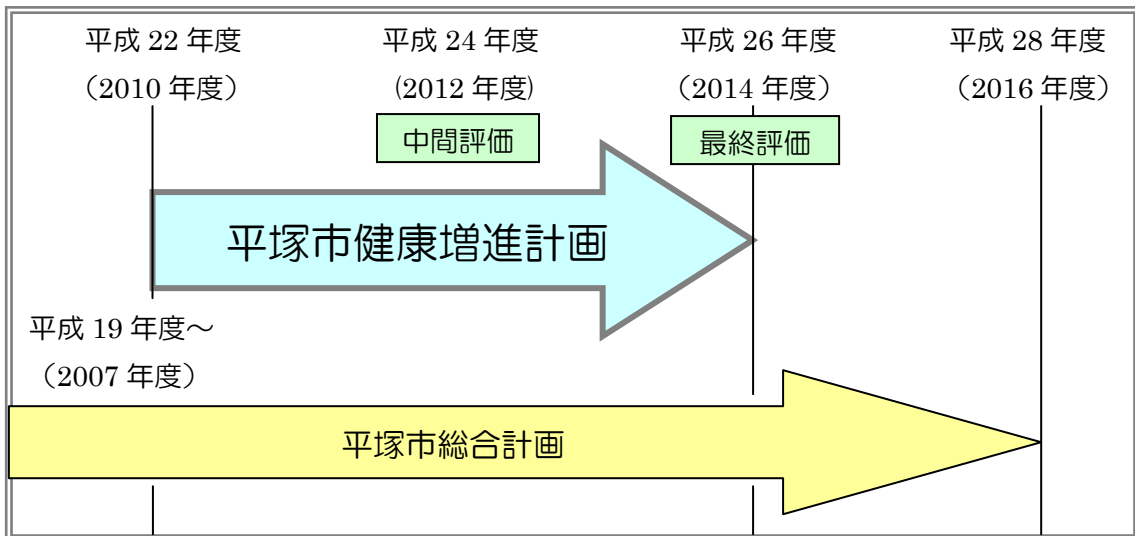 平成 22 年度
（2010 年度）
平成 24 年度
(2012 年度)
平成 26 年度
（2014 年度）
平成 28 年度
（2016 年度）
中間評価
最終評価
平塚市健康増進計画
平成 19 年度～
（2007 年度）
平塚市総合計画